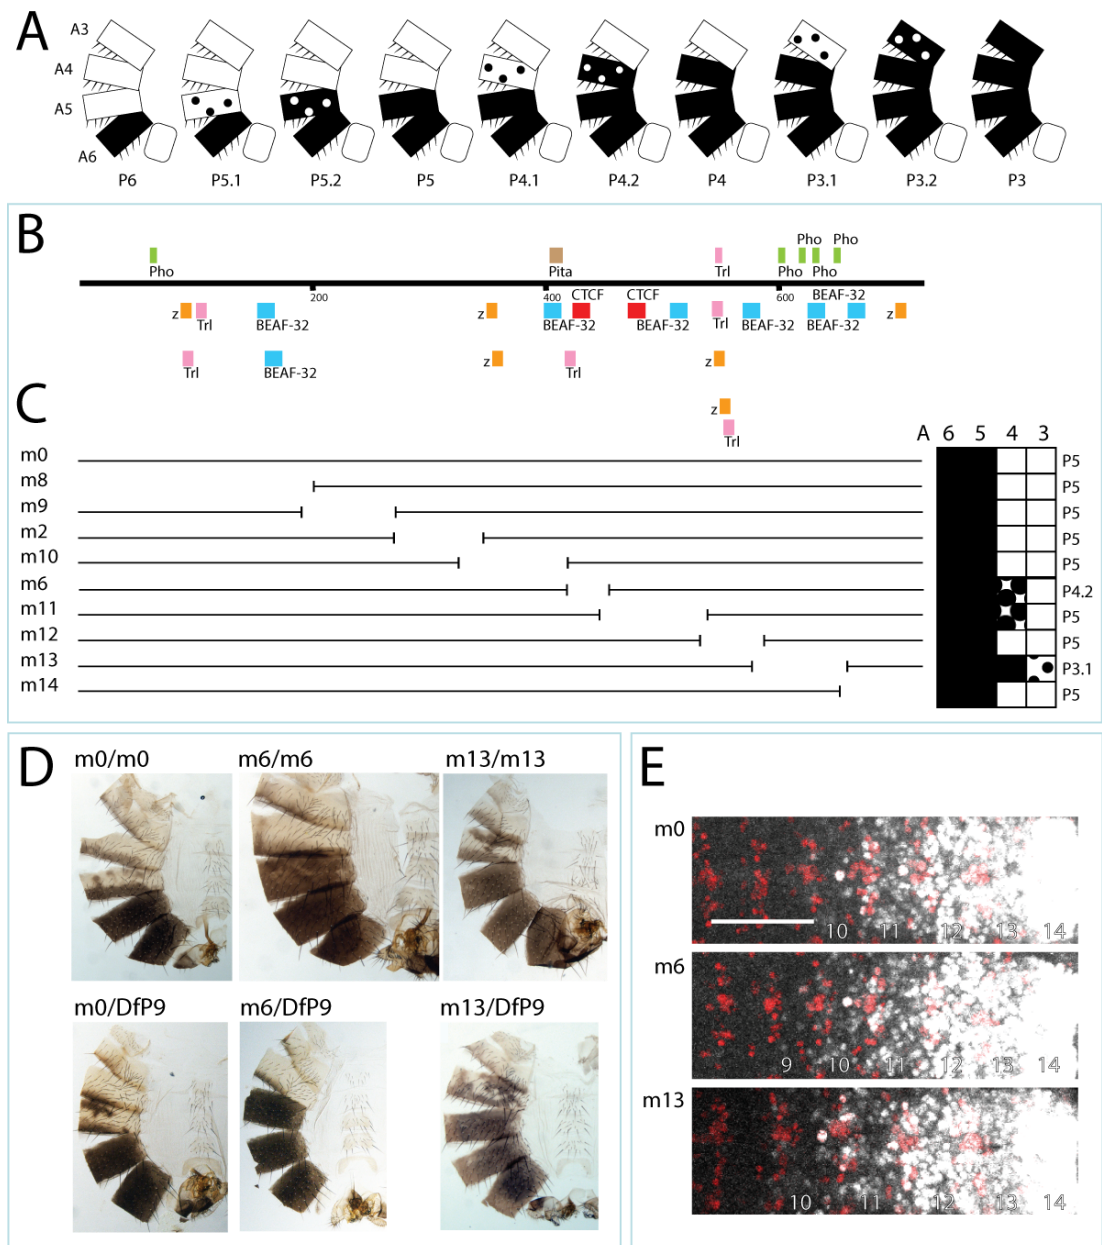 A
A3
A4
A5
A6
P6 P5.1 P5.2 P5 P4.1 P4.2 P4 P3.1 P3.2 P3
B
Pho Pho
Pho Pita Trl Pho Pho
200 400 600
CTCF CTCF BEAF-32
z Trl BEAF-32 z BEAF-32 BEAF-32 Trl BEAF-32 BEAF-32 z
Trl BEAF-32 z Trl z
z
Trl
C
A 6 5 4 3
m0 P5
m8 P5
m9 P5
m2 P5
m10 P5
m6 P4.2
m11 P5
m12 P5
m13 P3.1
m14 P5
D
m0/m0 m6/m6 m13/m13
m0/DfP9 m6/DfP9 m13/DfP9
E
m0
10 11 12 13 14
m6
9 10 11 12 13 14
m13
10 11 12 13 14